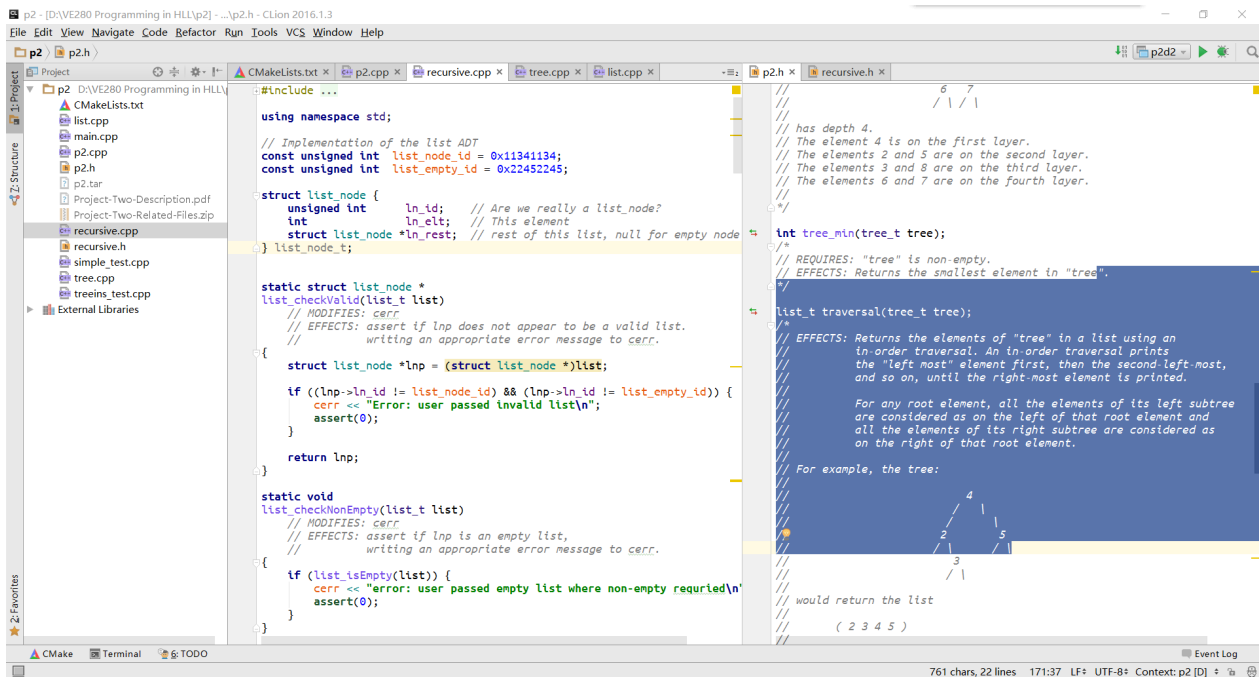 p2 - [D:\VE280 Programming in HLL\p2] - ...\p2.h - CLion 2016.1.3
File Edit View Navigate Code Refactor Run Tools VCS Window Help
p2 p2.h p2d2
Project
CMakeLists.txt p2.cpp recursive.cpp tree.cpp list.cpp
p2.h recursive.h
1: Project
Z: Structure
2: Favorites
p2 D:\VE280 Programming in HLL\
CMakeLists.txt
list.cpp
main.cpp
p2.cpp
p2.h
p2.tar
Project-Two-Description.pdf
Project-Two-Related-Files.zip
recursive.cpp
recursive.h
simple_test.cpp
tree.cpp
treeins_test.cpp
External Libraries
#include ...
using namespace std;
// Implementation of the list ADT
const unsigned int  list_node_id = 0x11341134;
const unsigned int  list_empty_id = 0x22452245;
struct list_node {
    unsigned int      ln_id;    // Are we really a list_node?
    int               ln_elt;   // This element
    struct list_node *ln_rest;  // rest of this list, null for empty node
} list_node_t;
static struct list_node *
list_checkValid(list_t list)
    // MODIFIES: cerr
    // EFFECTS: assert if lnp does not appear to be a valid list.
    //          writing an appropriate error message to cerr.
{
    struct list_node *lnp = (struct list_node *)list;
    if ((lnp->ln_id != list_node_id) && (lnp->ln_id != list_empty_id)) {
        cerr << "Error: user passed invalid list\n";
        assert(0);
    }
    return lnp;
}
static void
list_checkNonEmpty(list_t list)
    // MODIFIES: cerr
    // EFFECTS: assert if lnp is an empty list,
    //          writing an appropriate error message to cerr.
{
    if (list_isEmpty(list)) {
        cerr << "error: user passed empty list where non-empty requried\n"
        assert(0);
    }
}
//                       6   7
//                      / \ / \
//
// has depth 4.
// The element 4 is on the first layer.
// The elements 2 and 5 are on the second layer.
// The elements 3 and 8 are on the third layer.
// The elements 6 and 7 are on the fourth layer.
//
*/
int tree_min(tree_t tree);
/*
// REQUIRES: "tree" is non-empty.
// EFFECTS: Returns the smallest element in "tree".
*/
list_t traversal(tree_t tree);
/*
// EFFECTS: Returns the elements of "tree" in a list using an
//          in-order traversal. An in-order traversal prints
//          the "left most" element first, then the second-left-most,
//          and so on, until the right-most element is printed.
//
//          For any root element, all the elements of its left subtree
//          are considered as on the left of that root element and
//          all the elements of its right subtree are considered as
//          on the right of that root element.
//
// For example, the tree:
//
//                           4
//                         /   \
//                        /     \
//                       2       5
//                      / \     / \
//                         3
//                        / \
//
// would return the list
//
//       ( 2 3 4 5 )
//
CMake Terminal 6: TODO Event Log
761 chars, 22 lines 171:37 LF UTF-8 Context: p2 [D]